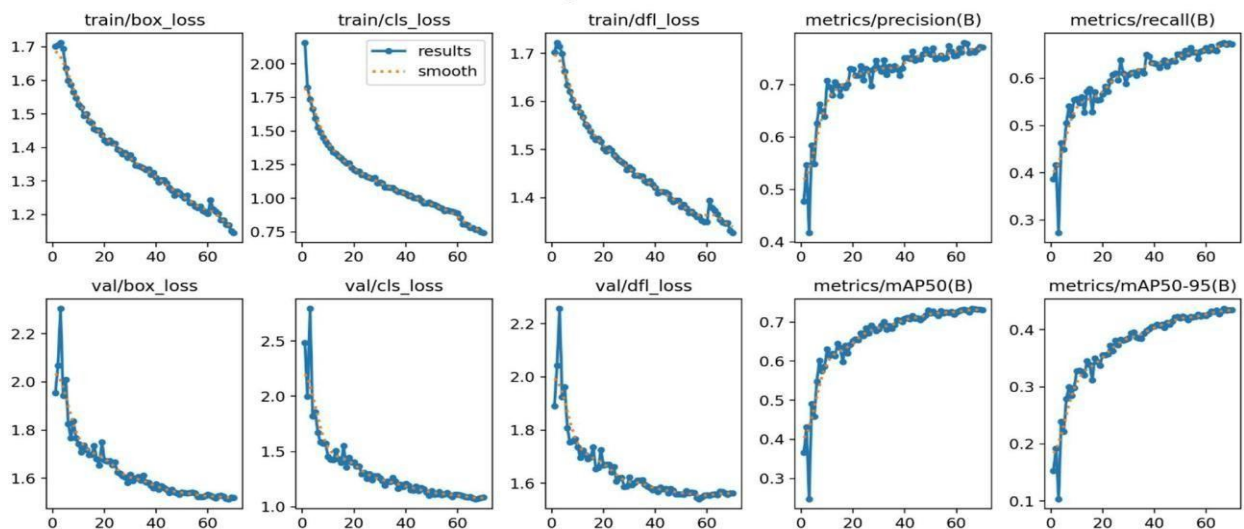 train/box_loss
train/cls_loss
train/dfl_loss
metrics/precision(B)
metrics/recall(B)
1.7
1.6
1.5
1.4
1.3
1.2
0 20 40 60
2.00
1.75
1.50
1.25
1.00
0.75
0 20 40 60
results
smooth
1.7
1.6
1.5
1.4
0 20 40 60
0.7
0.6
0.5
0.4
0 20 40 60
0.6
0.5
0.4
0.3
0 20 40 60
val/box_loss
val/cls_loss
val/dfl_loss
metrics/mAP50(B)
metrics/mAP50-95(B)
2.2
2.0
1.8
1.6
0 20 40 60
2.5
2.0
1.5
1.0
0 20 40 60
2.2
2.0
1.8
1.6
0 20 40 60
0.7
0.6
0.5
0.4
0.3
0 20 40 60
0.4
0.3
0.2
0.1
0 20 40 60